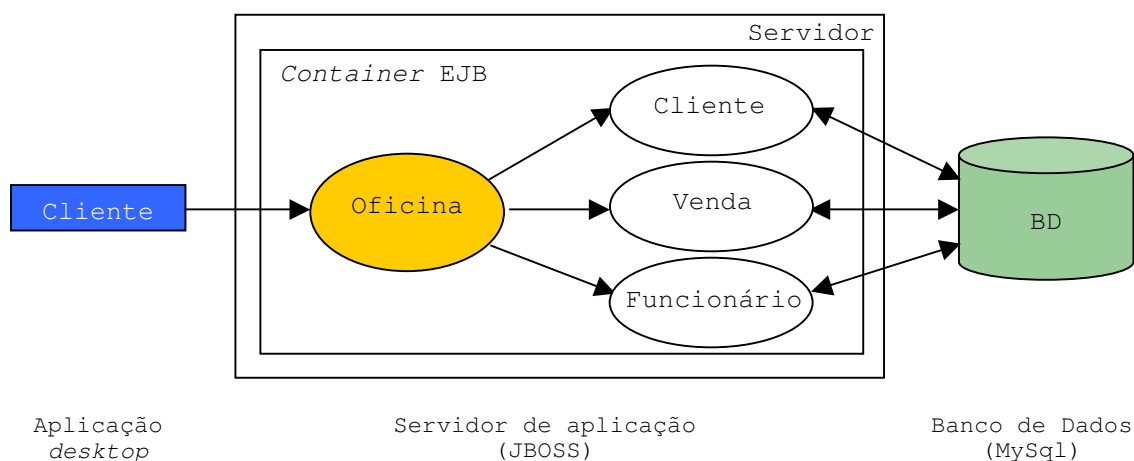 Servidor
Container EJB
Cliente
Cliente
Oficina
Venda
BD
Funcionário
Aplicação
desktop
Servidor de aplicação
(JBOSS)
Banco de Dados
(MySql)